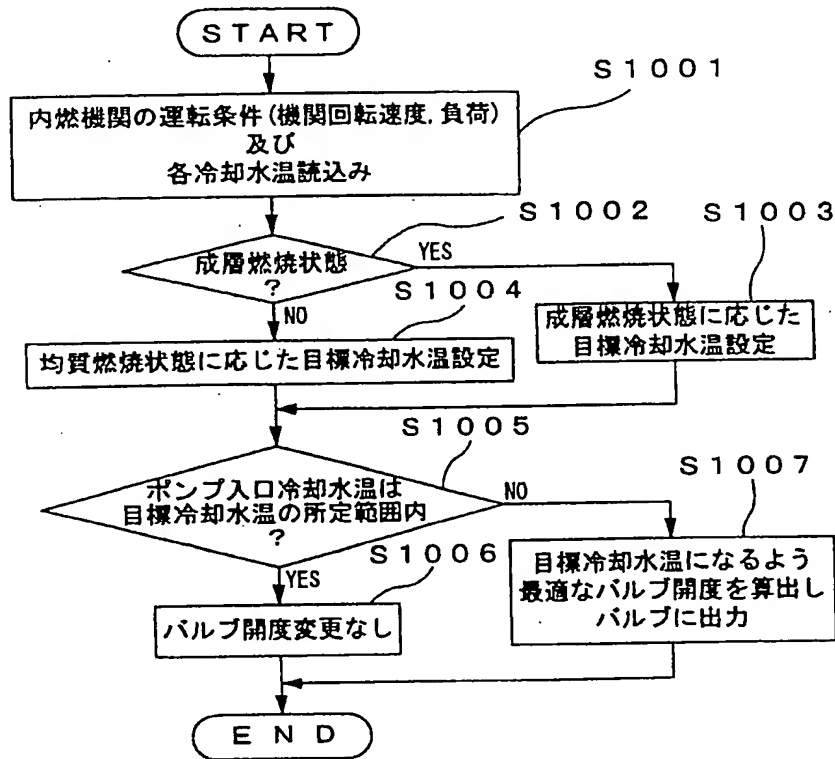 START
S1001
内燃機関の運転条件(機関回転速度,負荷)
及び
各冷却水温読込み
S1002
S1003
成層燃焼状態
?
YES
NO
S1004
成層燃焼状態に応じた
目標冷却水温設定
均質燃焼状態に応じた目標冷却水温設定
S1005
ポンプ入口冷却水温は
目標冷却水温の所定範囲内
?
NO
S1007
YES
S1006
目標冷却水温になるよう
最適なバルブ開度を算出し
バルブに出力
バルブ開度変更なし
END